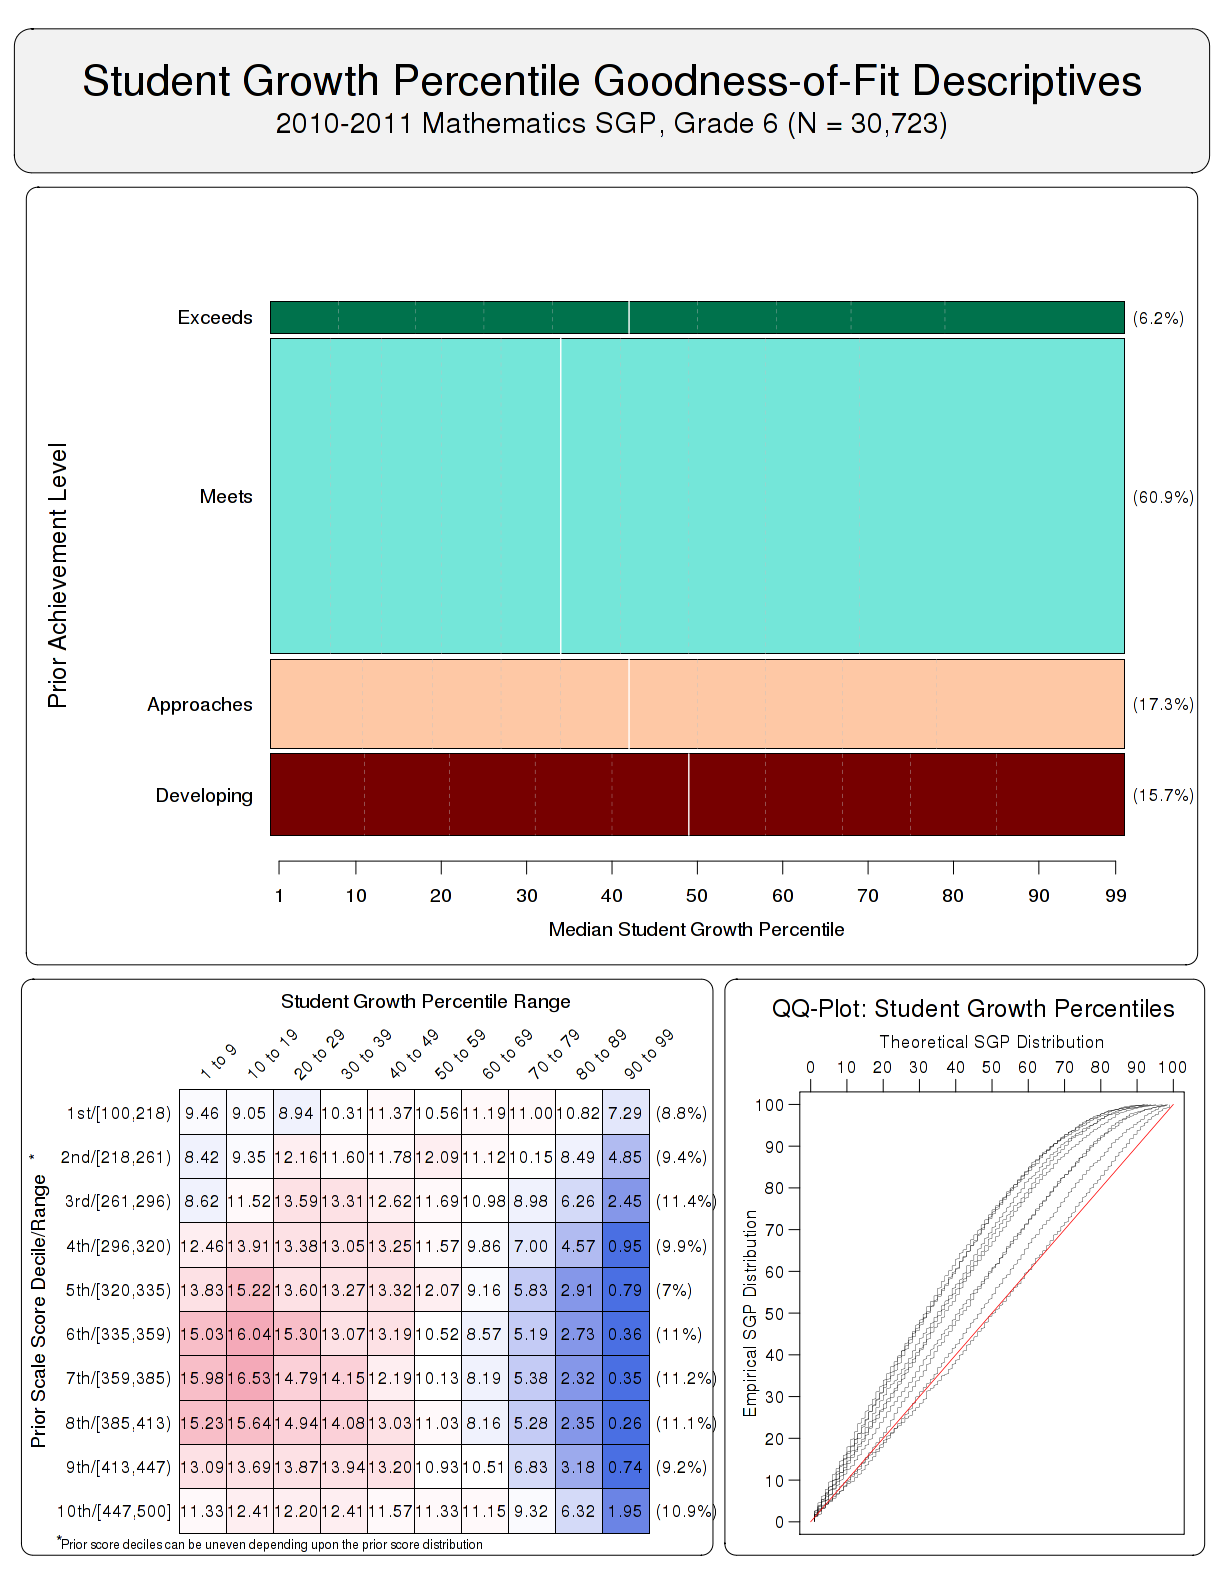 Student Growth Percentile Goodness-of-Fit Descriptives
2010-2011 Mathematics SGP, Grade 6 (N = 30,723)
Prior Achievement Level
Exceeds (6.2%)
Meets (60.9%)
Approaches (17.3%)
Developing (15.7%)
1 10 20 30 40 50 60 70 80 90 99
Median Student Growth Percentile
Student Growth Percentile Range
1 to 9 10 to 19 20 to 29 30 to 39 40 to 49 50 to 59 60 to 69 70 to 79 80 to 89 90 to 99
Prior Scale Score Decile/Range *
1st/[100,218) 9.46 9.05 8.94 10.31 11.37 10.56 11.19 11.00 10.82 7.29 (8.8%)
2nd/[218,261) 8.42 9.35 12.16 11.60 11.78 12.09 11.12 10.15 8.49 4.85 (9.4%)
3rd/[261,296) 8.62 11.52 13.59 13.31 12.62 11.69 10.98 8.98 6.26 2.45 (11.4%)
4th/[296,320) 12.46 13.91 13.38 13.05 13.25 11.57 9.86 7.00 4.57 0.95 (9.9%)
5th/[320,335) 13.83 15.22 13.60 13.27 13.32 12.07 9.16 5.83 2.91 0.79 (7%)
6th/[335,359) 15.03 16.04 15.30 13.07 13.19 10.52 8.57 5.19 2.73 0.36 (11%)
7th/[359,385) 15.98 16.53 14.79 14.15 12.19 10.13 8.19 5.38 2.32 0.35 (11.2%)
8th/[385,413) 15.23 15.64 14.94 14.08 13.03 11.03 8.16 5.28 2.35 0.26 (11.1%)
9th/[413,447) 13.09 13.69 13.87 13.94 13.20 10.93 10.51 6.83 3.18 0.74 (9.2%)
10th/[447,500] 11.33 12.41 12.20 12.41 11.57 11.33 11.15 9.32 6.32 1.95 (10.9%)
*Prior score deciles can be uneven depending upon the prior score distribution
QQ-Plot: Student Growth Percentiles
Theoretical SGP Distribution
0 10 20 30 40 50 60 70 80 90 100
Empirical SGP Distribution
100
90
80
70
60
50
40
30
20
10
0